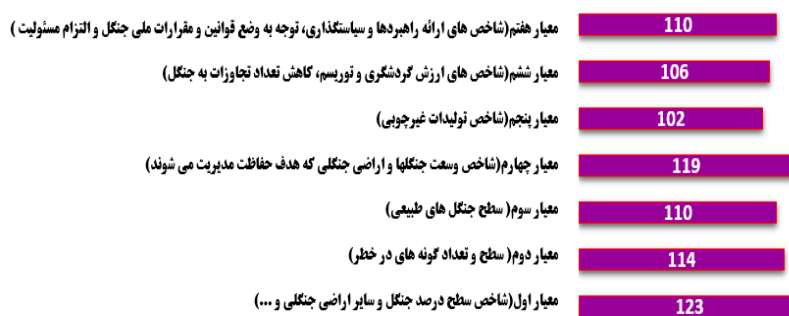 معیار هفتم(شاخص های ارائه راهبردها و سیاستگذاری، توجه به وضع قوانین و مقرارات ملی جنگل و التزام مسئولیت )
110
معیار ششم(شاخص های ارزش گردشگری و توریسم، کاهش تعداد تجاوزات به جنگل)
106
معیار پنجم(شاخص تولیدات غیرچوبی)
102
معیار چهارم(شاخص وسعت جنگلها و اراضی جنگلی که هدف حفاظت مدیریت می شوند)
119
معیار سوم( سطح جنگل های طبیعی)
110
معیار دوم( سطح و تعداد گونه های در خطر)
114
معیار اول(شاخص سطح درصد جنگل و سایر اراضی جنگلی و ...)
123